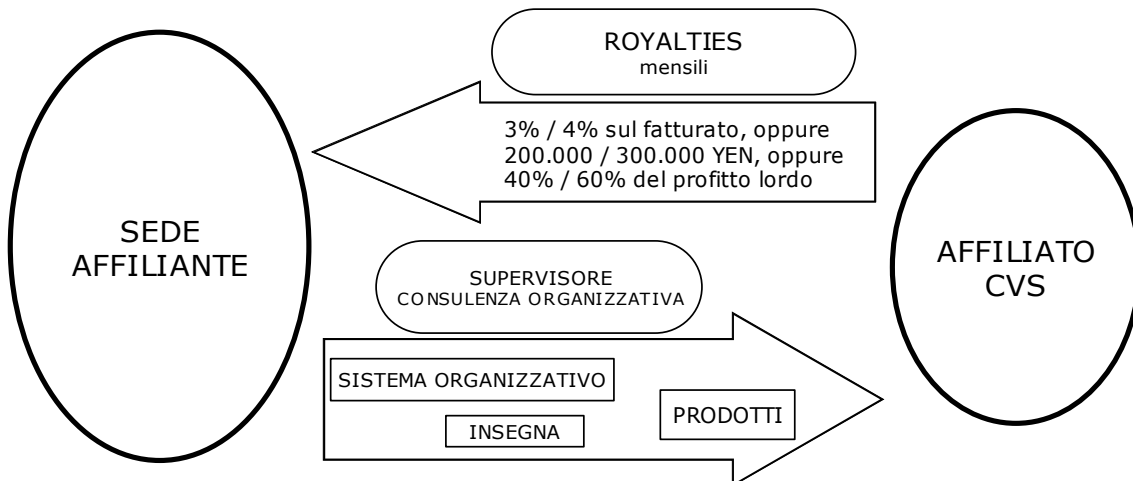 ROYALTIES
mensili
3% / 4% sul fatturato, oppure
200.000 / 300.000 YEN, oppure
40% / 60% del profitto lordo
SEDE
AFFILIANTE
AFFILIATO
CVS
SUPERVISORE
CONSULENZA ORGANIZZATIVA
SISTEMA ORGANIZZATIVO
INSEGNA
PRODOTTI